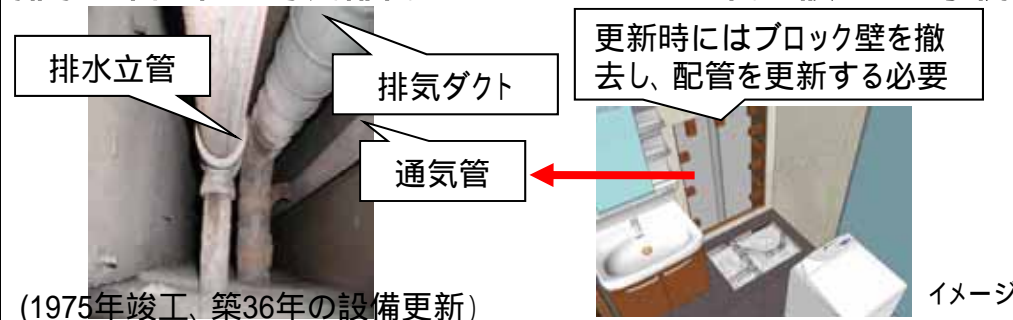 排水立管
排気ダクト
通気管
更新時にはブロック壁を撤
去し、配管を更新する必要
(1975年竣工、築36年の設備更新)
イメージ